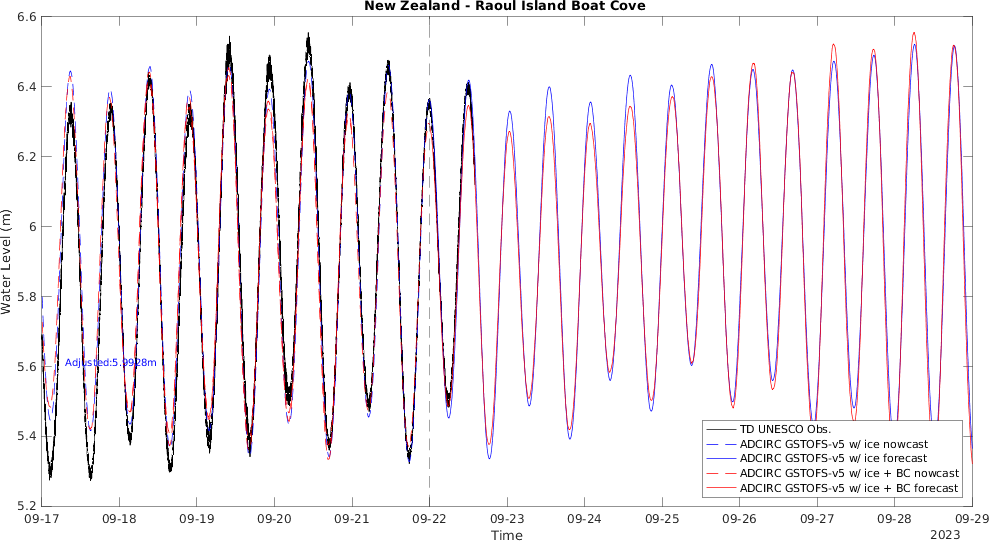 New Zealand - Raoul Island Boat Cove
6.6
6.4
6.2
6
5.8
5.6
5.4
5.2
Water Level (m)
Adjusted:5.9928m
TD UNESCO Obs.
ADCIRC GSTOFS-v5 w/ ice nowcast
ADCIRC GSTOFS-v5 w/ ice forecast
ADCIRC GSTOFS-v5 w/ ice + BC nowcast
ADCIRC GSTOFS-v5 w/ ice + BC forecast
09-17 09-18 09-19 09-20 09-21 09-22 09-23 09-24 09-25 09-26 09-27 09-28 09-29
Time
2023